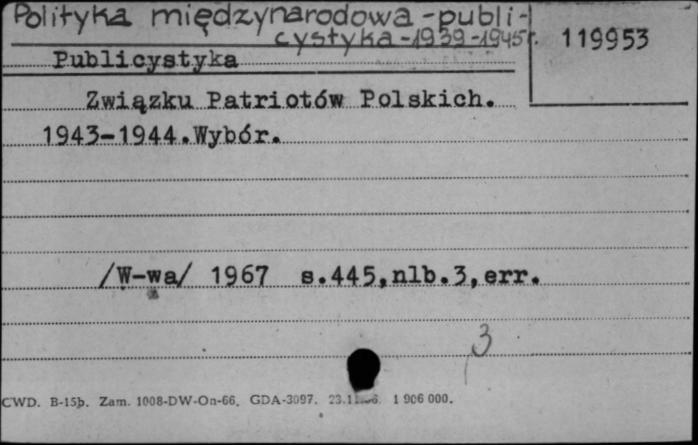 Polityka międzynarodowa - publi-
cystyka - 1939 - 1945 r.
119953
Publicystyka
Związku Patriotów Polskich.
1943-1944.Wybór.
/W-wa/ 1967 s.445,nlb.3,err.
3
CWD. B-15b. Zam. 1008-DW-On-66. GDA-3097. 1 906 000.